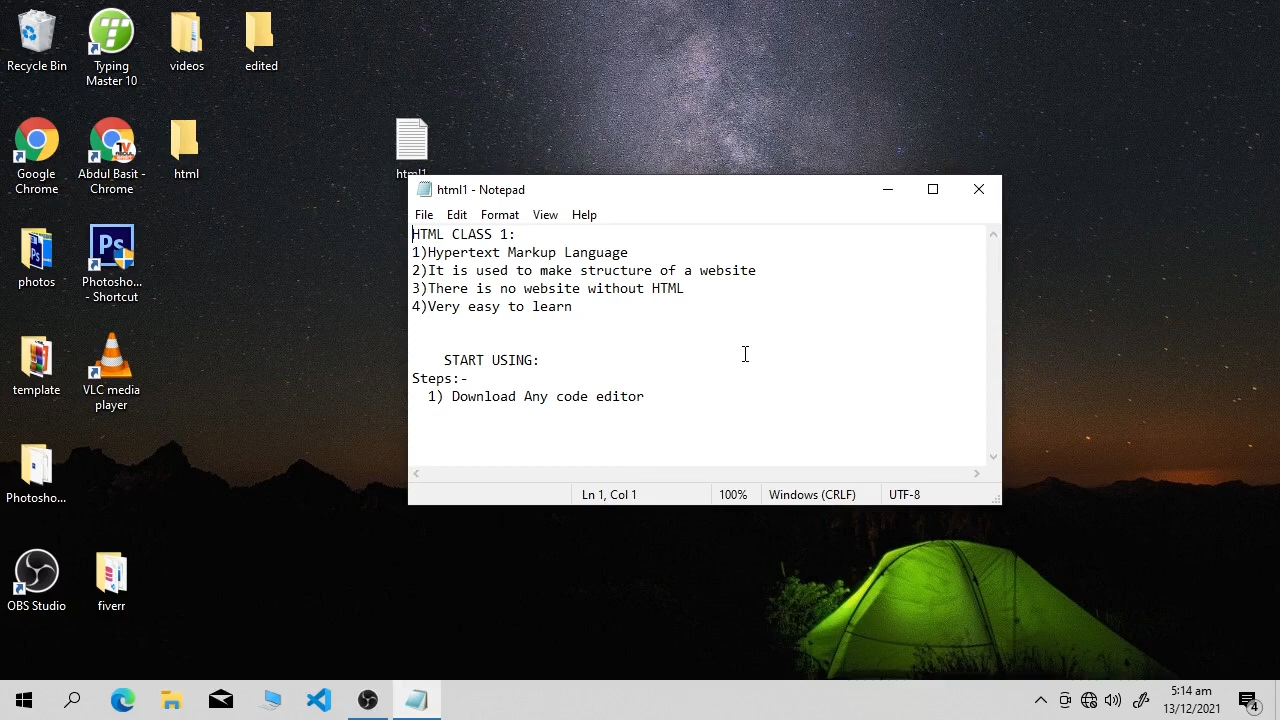 Recycle Bin
Typing Master 10
videos
edited
Google Chrome
Abdul Basit - Chrome
html
html1
photos
Photosho... - Shortcut
template
VLC media player
Photosho...
OBS Studio
fiverr
html1 - Notepad
File Edit Format View Help
HTML CLASS 1:
1)Hypertext Markup Language
2)It is used to make structure of a website
3)There is no website without HTML
4)Very easy to learn
START USING:
Steps:-
1) Download Any code editor
Ln 1, Col 1 100% Windows (CRLF) UTF-8
5:14 am
13/12/2021
4